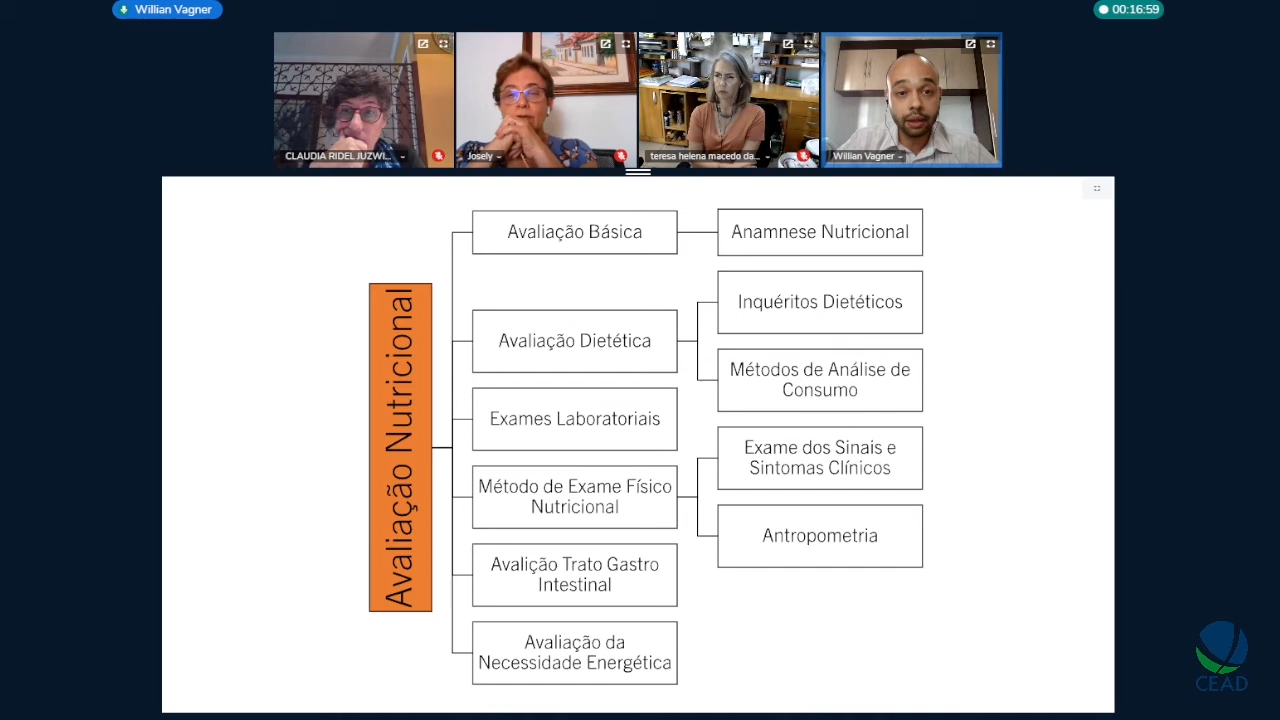 Willian Vagner
00:16:59
CLAUDIA RIDEL JUZWI...
Josely
teresa helena macedo da...
Willian Vagner
Avaliação Nutricional
Avaliação Básica
Anamnese Nutricional
Avaliação Dietética
Inquéritos Dietéticos
Métodos de Análise de
Consumo
Exames Laboratoriais
Método de Exame Físico
Nutricional
Exame dos Sinais e
Sintomas Clínicos
Antropometria
Avalição Trato Gastro
Intestinal
Avaliação da
Necessidade Energética
CEAD